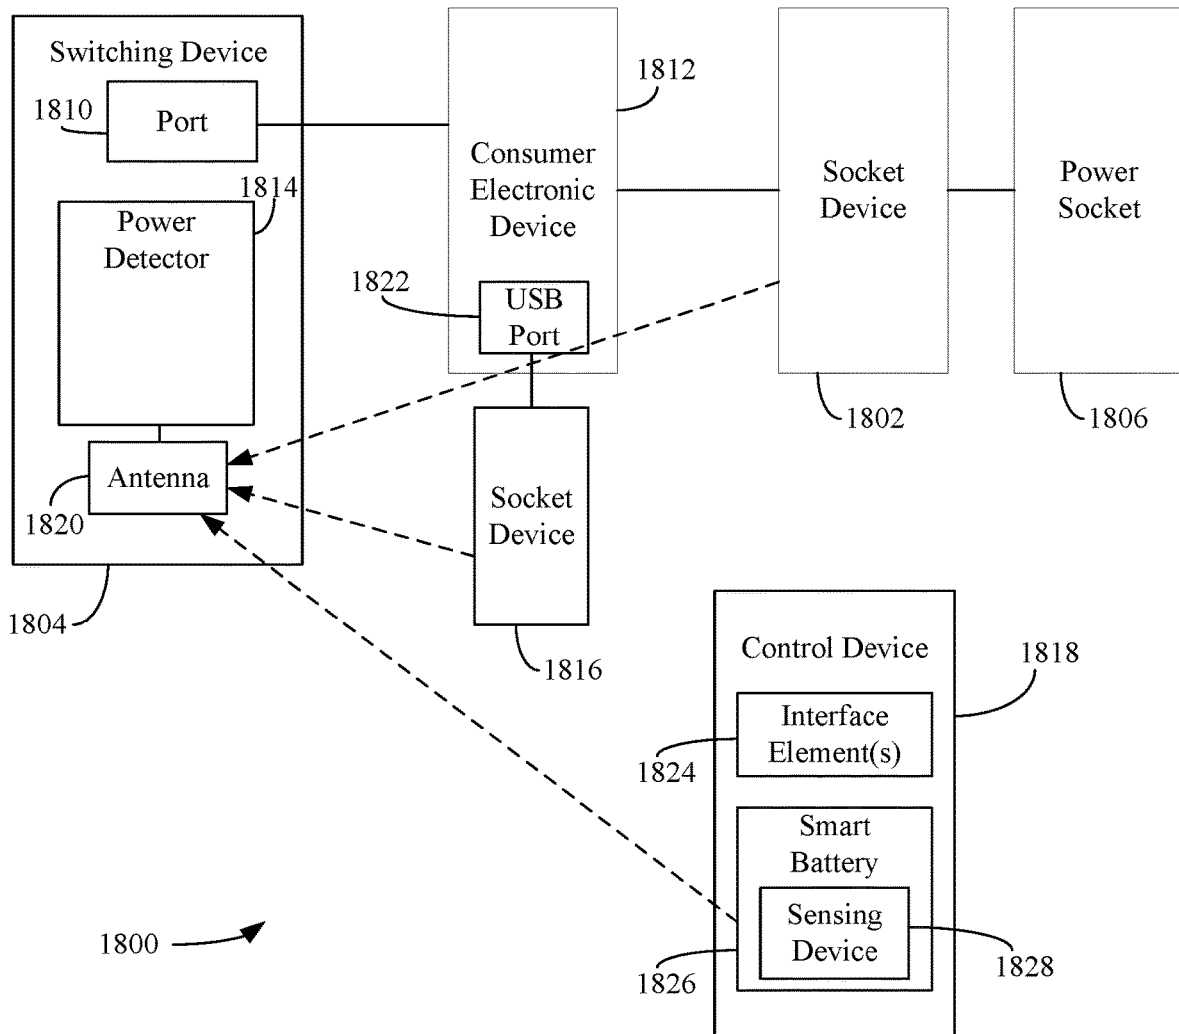 Switching Device
1810
Port
1812
Consumer
Electronic
Device
Socket
Device
Power
Socket
1814
Power
Detector
1822
USB
Port
1802
1806
Antenna
1820
Socket
Device
1804
1816
Control Device
1818
Interface
Element(s)
1824
Smart
Battery
Sensing
Device
1800
1826
1828